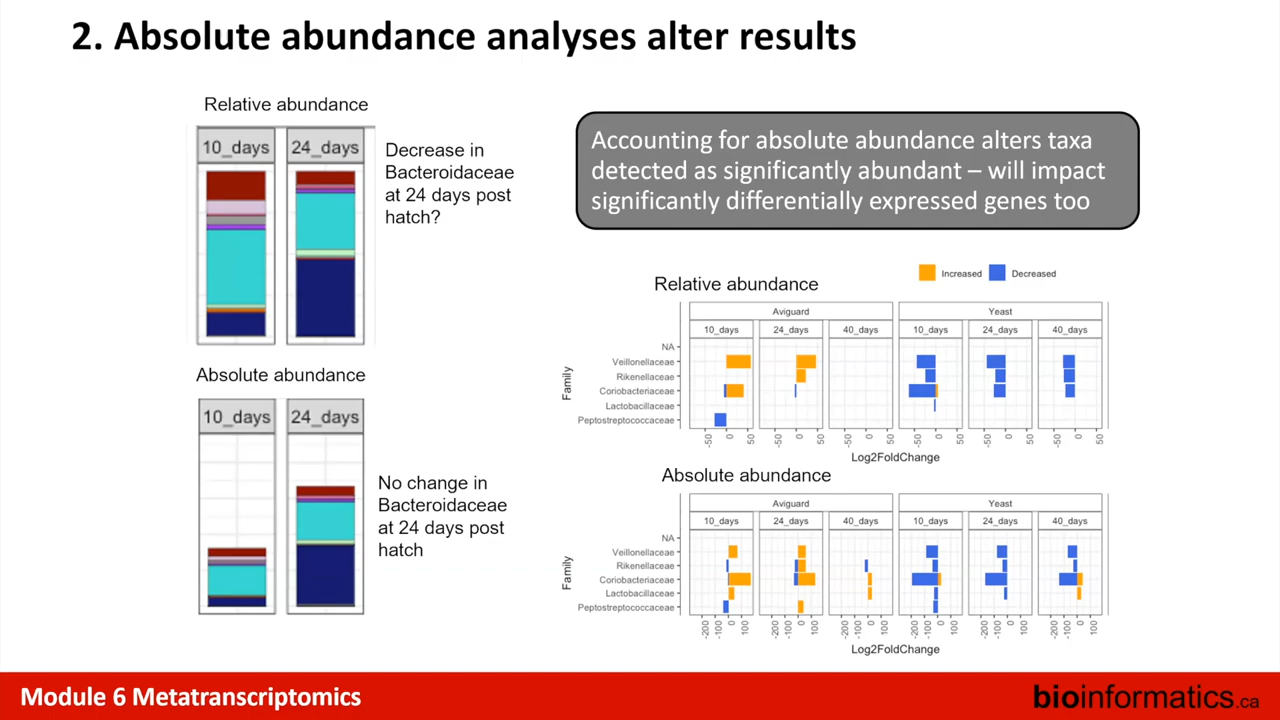 2. Absolute abundance analyses alter results
Relative abundance
10_days
24_days
Decrease in
Bacteroidaceae
at 24 days post
hatch?
Absolute abundance
10_days
24_days
No change in
Bacteroidaceae
at 24 days post
hatch
Accounting for absolute abundance alters taxa
detected as significantly abundant – will impact
significantly differentially expressed genes too
Increased
Decreased
Relative abundance
Aviguard
Yeast
10_days
24_days
40_days
10_days
24_days
40_days
Family
NA
Veillonellaceae
Rikenellaceae
Coriobacteriaceae
Lactobacillaceae
Peptostreptococcaceae
-50
0
50
-50
0
50
-50
0
50
-50
0
50
-50
0
50
-50
0
50
Log2FoldChange
Absolute abundance
Aviguard
Yeast
10_days
24_days
40_days
10_days
24_days
40_days
Family
NA
Veillonellaceae
Rikenellaceae
Coriobacteriaceae
Lactobacillaceae
Peptostreptococcaceae
-200
-100
0
100
-200
-100
0
100
-200
-100
0
100
-200
-100
0
100
-200
-100
0
100
-200
-100
0
100
Log2FoldChange
Module 6 Metatranscriptomics
bioinformatics.ca